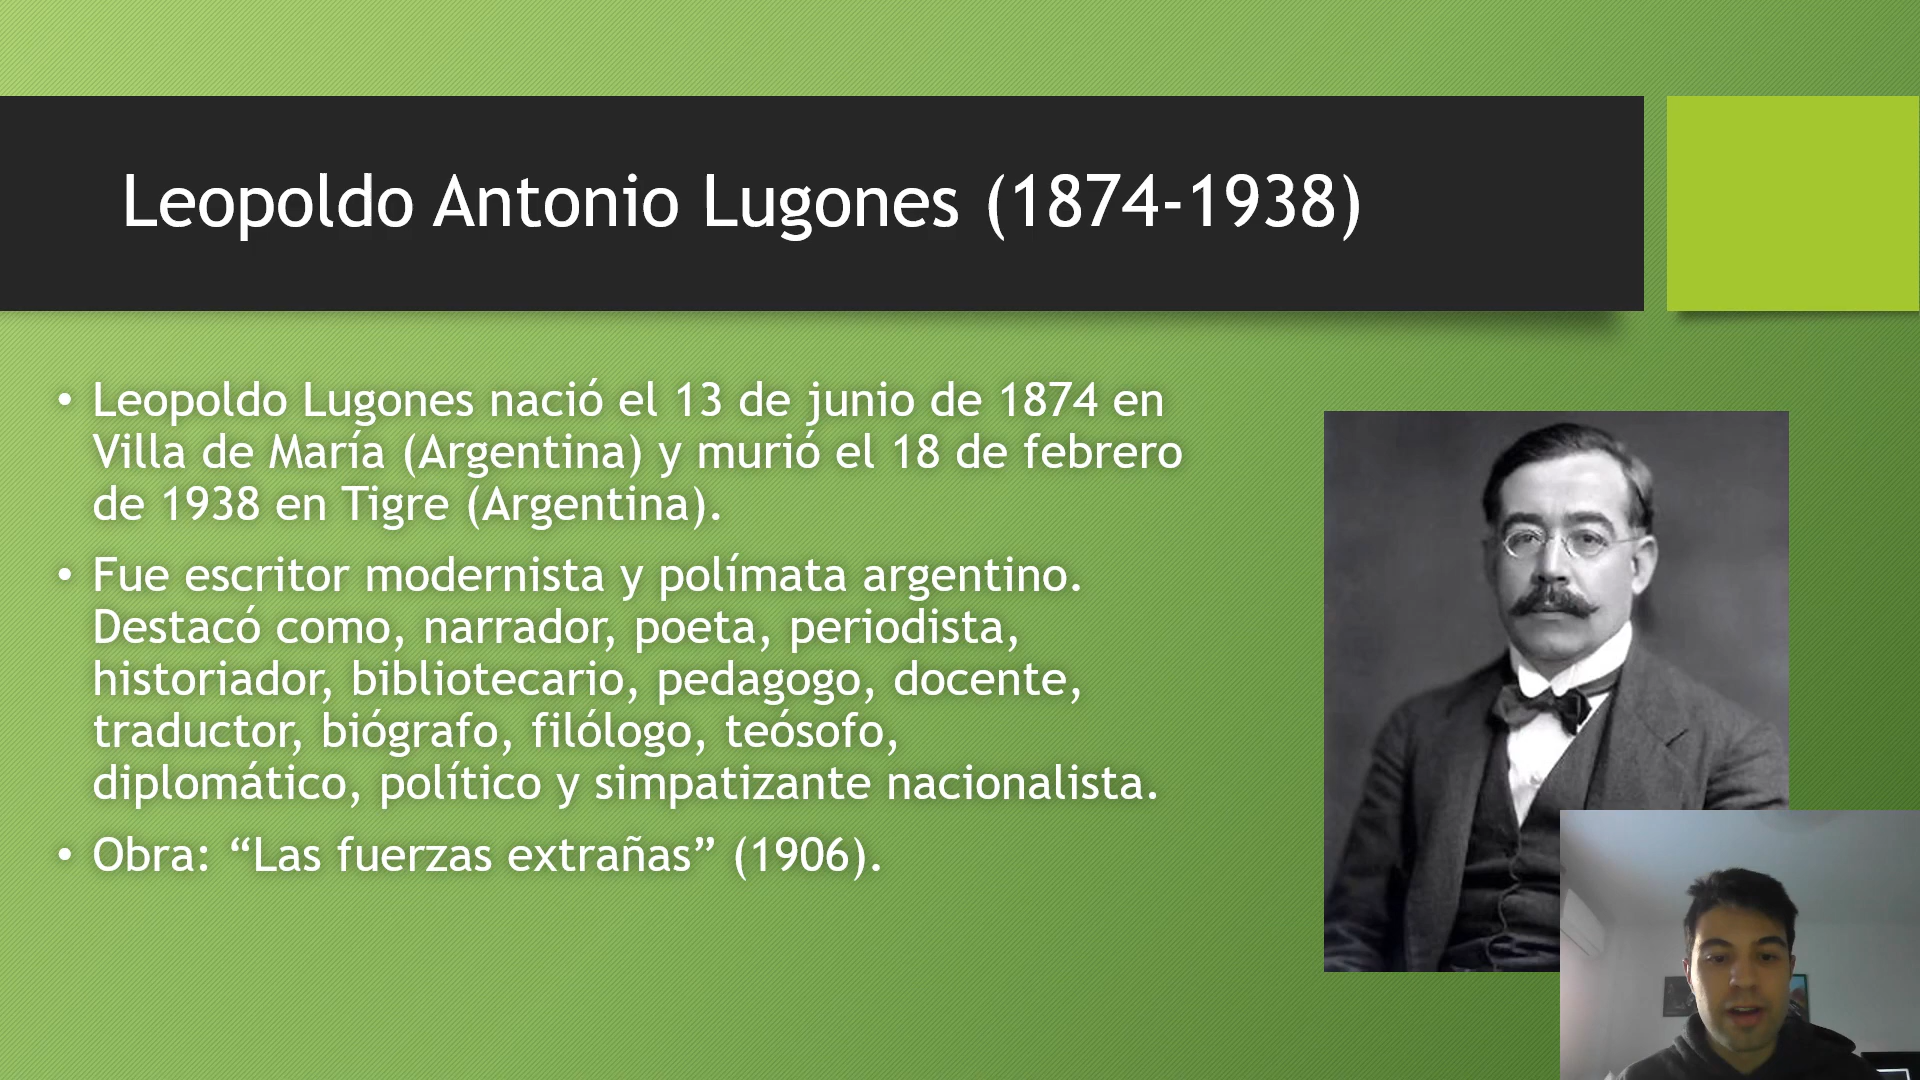 Leopoldo Antonio Lugones (1874-1938)
• Leopoldo Lugones nació el 13 de junio de 1874 en
Villa de María (Argentina) y murió el 18 de febrero
de 1938 en Tigre (Argentina).
• Fue escritor modernista y polímata argentino.
Destacó como, narrador, poeta, periodista,
historiador, bibliotecario, pedagogo, docente,
traductor, biógrafo, filólogo, teósofo,
diplomático, político y simpatizante nacionalista.
• Obra: “Las fuerzas extrañas” (1906).